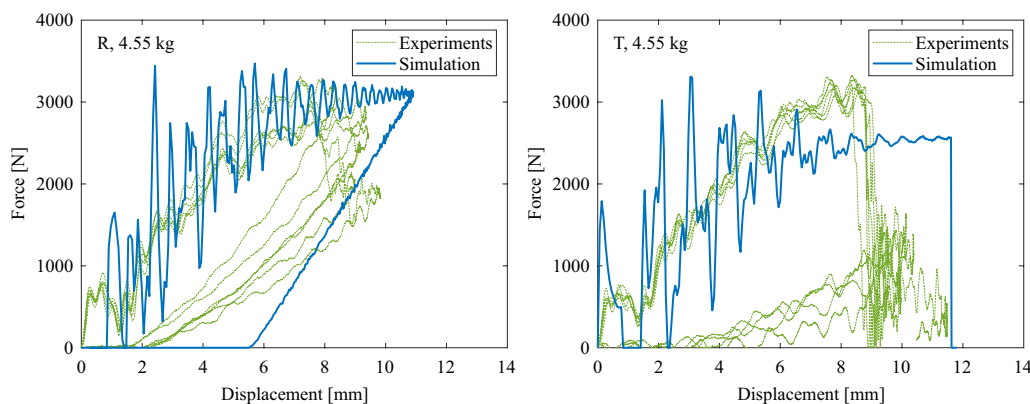 4000
3000
2000
1000
0
Force [N]
R, 4.55 kg
Experiments
Simulation
0 2 4 6 8 10 12 14
Displacement [mm]
4000
3000
2000
1000
0
Force [N]
T, 4.55 kg
Experiments
Simulation
0 2 4 6 8 10 12 14
Displacement [mm]